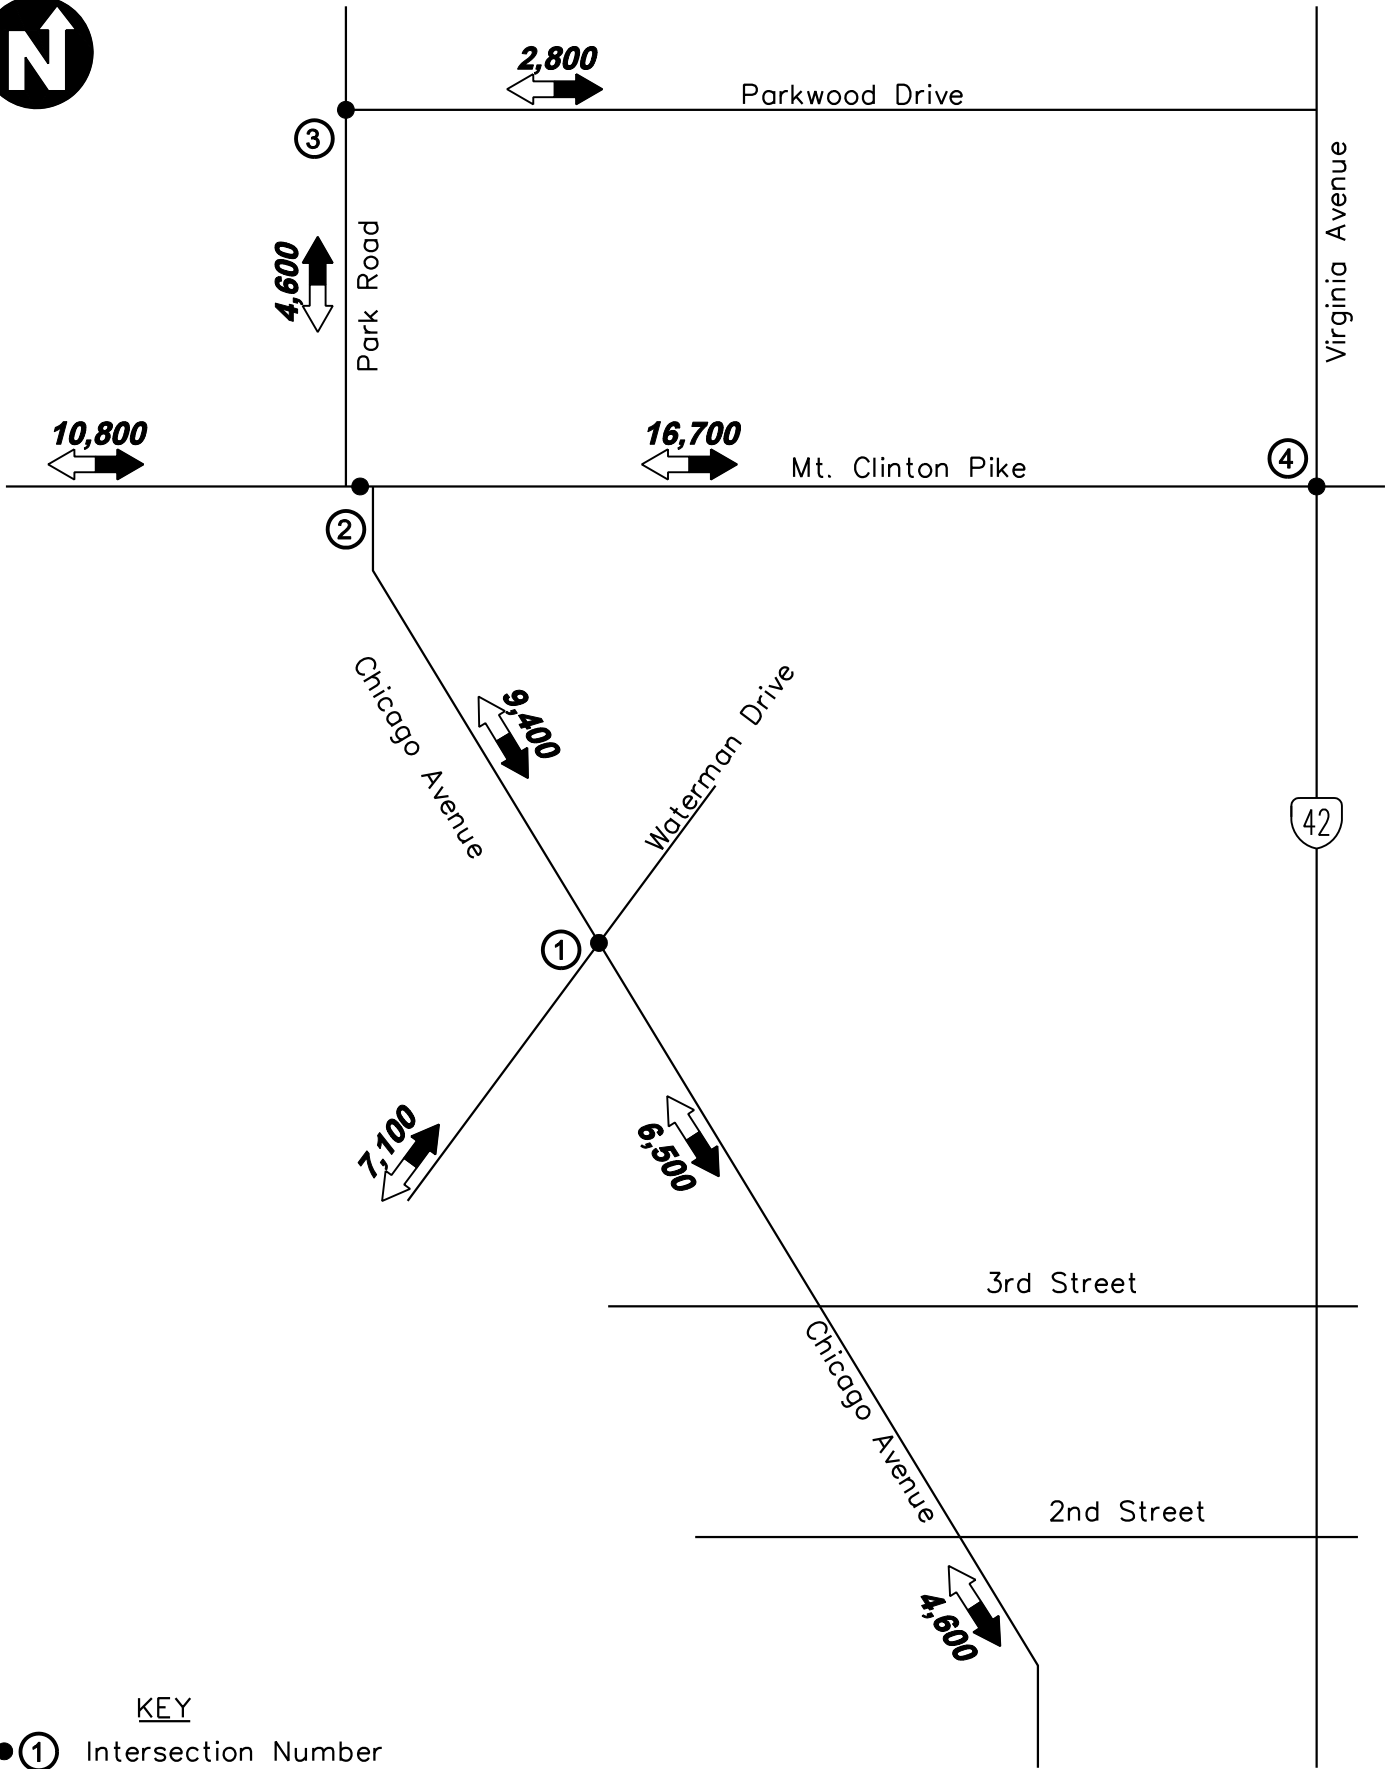 N
2,800
Parkwood Drive
3
Virginia Avenue
4,600
Park Road
10,800
16,700
Mt. Clinton Pike
4
2
Chicago Avenue
9,400
Waterman Drive
42
1
7,100
6,500
3rd Street
Chicago Avenue
2nd Street
4,600
KEY
1 Intersection Number